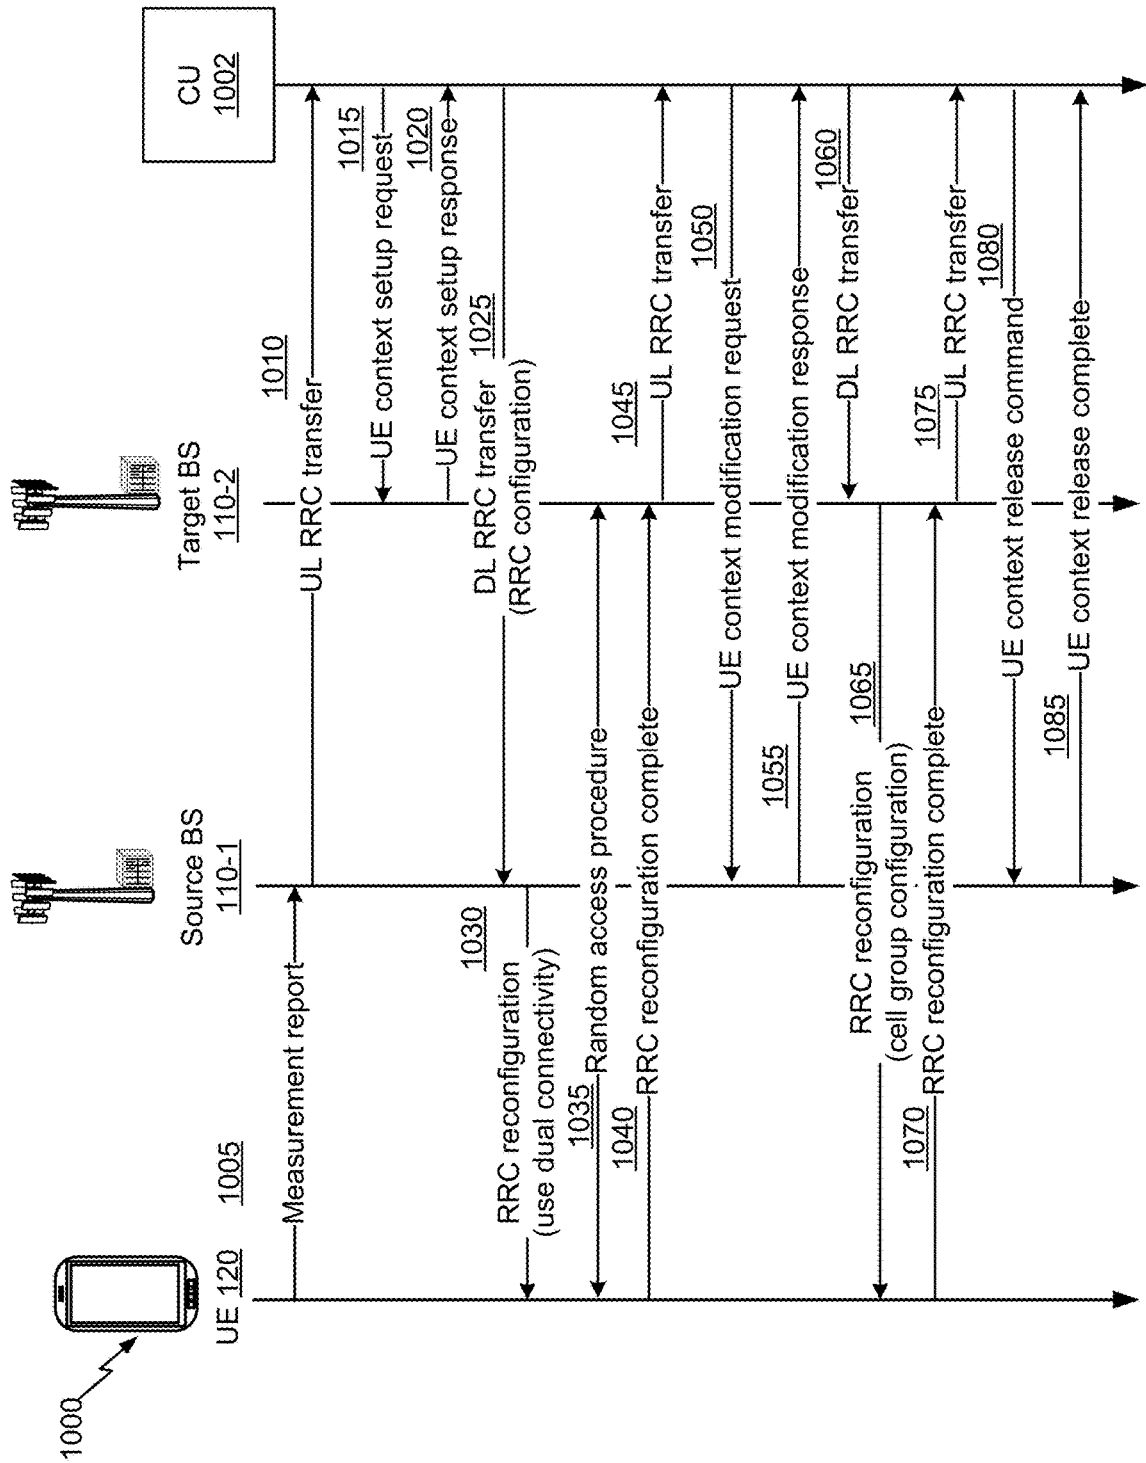 1000
UE 120
Source BS
110-1
Target BS
110-2
CU
1002
1005
Measurement report
1010
UL RRC transfer
1015
UE context setup request
1020
UE context setup response
1025
DL RRC transfer
(RRC configuration)
1030
RRC reconfiguration
(use dual connectivity)
1035
Random access procedure
1040
RRC reconfiguration complete
1045
UL RRC transfer
1050
UE context modification request
1055
UE context modification response
1060
DL RRC transfer
1065
RRC reconfiguration
(cell group configuration)
1070
RRC reconfiguration complete
1075
UL RRC transfer
1080
UE context release command
1085
UE context release complete